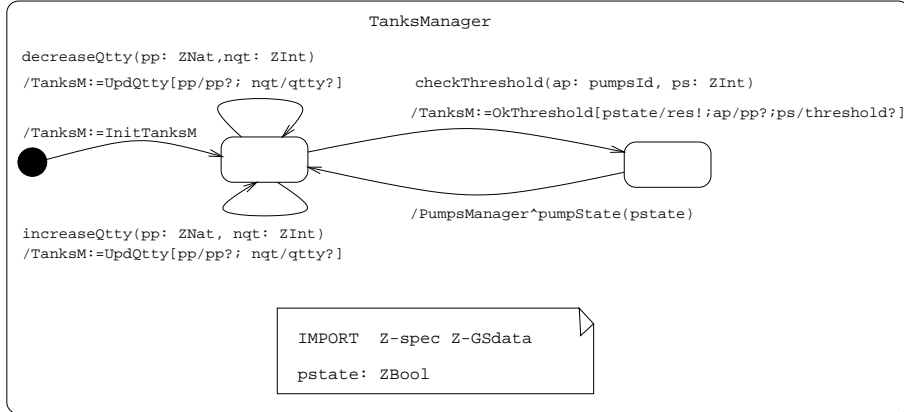 TanksManager
decreaseQtty(pp: ZNat,nqt: ZInt)
/TanksM:=UpdQtty[pp/pp?; nqt/qtty?]
checkThreshold(ap: pumpsId, ps: ZInt)
/TanksM:=OkThreshold[pstate/res!;ap/pp?;ps/threshold?]
/TanksM:=InitTanksM
/PumpsManager^pumpState(pstate)
increaseQtty(pp: ZNat, nqt: ZInt)
/TanksM:=UpdQtty[pp/pp?; nqt/qtty?]
IMPORT Z-spec Z-GSdata
pstate: ZBool